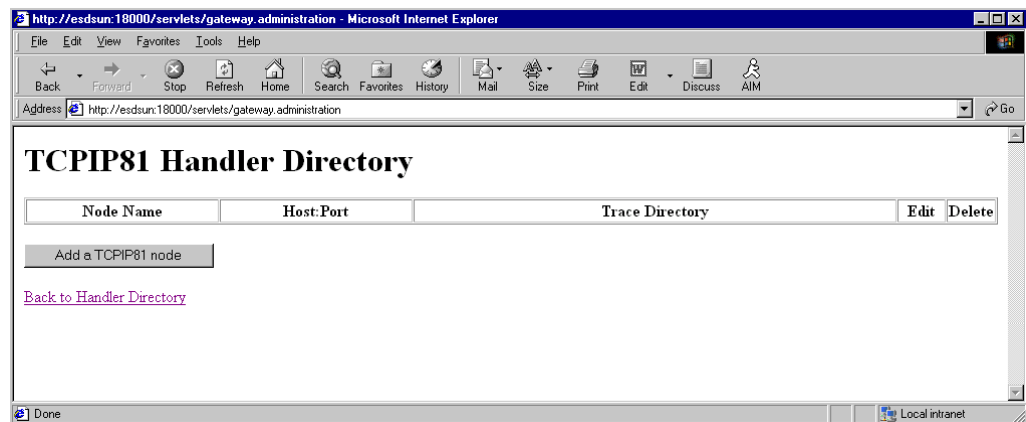 http://esdsun:18000/servlets/gateway.administration - Microsoft Internet Explorer
File Edit View Favorites Tools Help
Back Forward Stop Refresh Home Search Favorites History Mail Size Print Edit Discuss AIM
Address http://esdsun:18000/servlets/gateway.administration Go
TCPIP81 Handler Directory
Node Name Host:Port Trace Directory Edit Delete
Add a TCPIP81 node
Back to Handler Directory
Done Local intranet